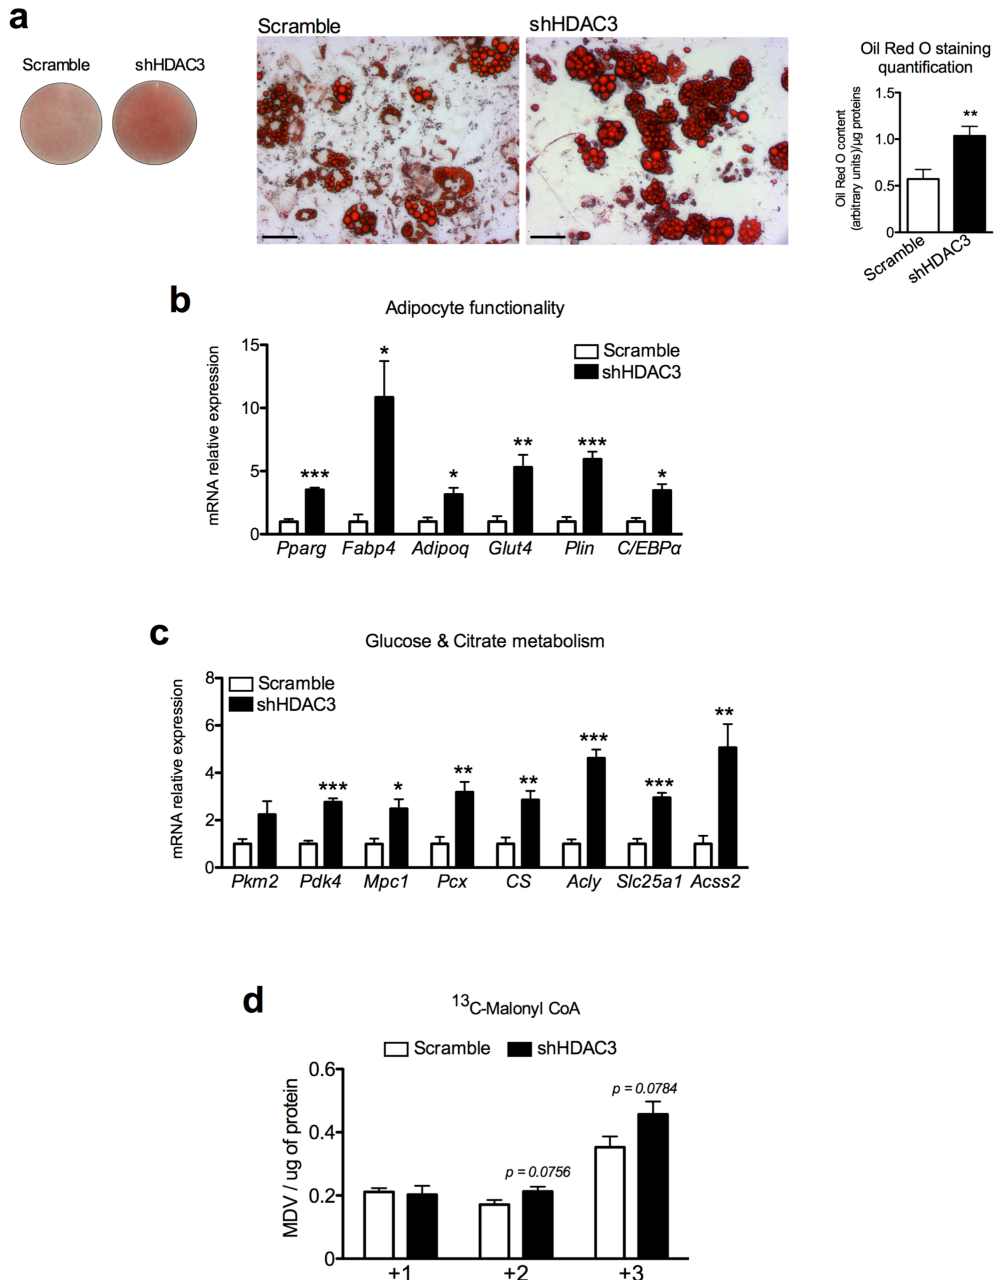 a
Scramble
shHDAC3
Scramble
shHDAC3
Oil Red O staining
quantification
Oil Red O content
(arbitrary units)/µg proteins
1.5
1.0
0.5
0
**
Scramble
shHDAC3
b
Adipocyte functionality
mRNA relative expression
15
10
5
0
Scramble
shHDAC3
***
*
*
**
***
*
Pparg Fabp4 Adipoq Glut4 Plin C/EBPα
c
Glucose & Citrate metabolism
mRNA relative expression
8
6
4
2
0
Scramble
shHDAC3
***
*
**
**
***
***
**
Pkm2 Pdk4 Mpc1 Pcx CS Acly Slc25a1 Acss2
d
13C-Malonyl CoA
Scramble shHDAC3
MDV / ug of protein
0.6
0.4
0.2
0
p = 0.0756
p = 0.0784
+1 +2 +3